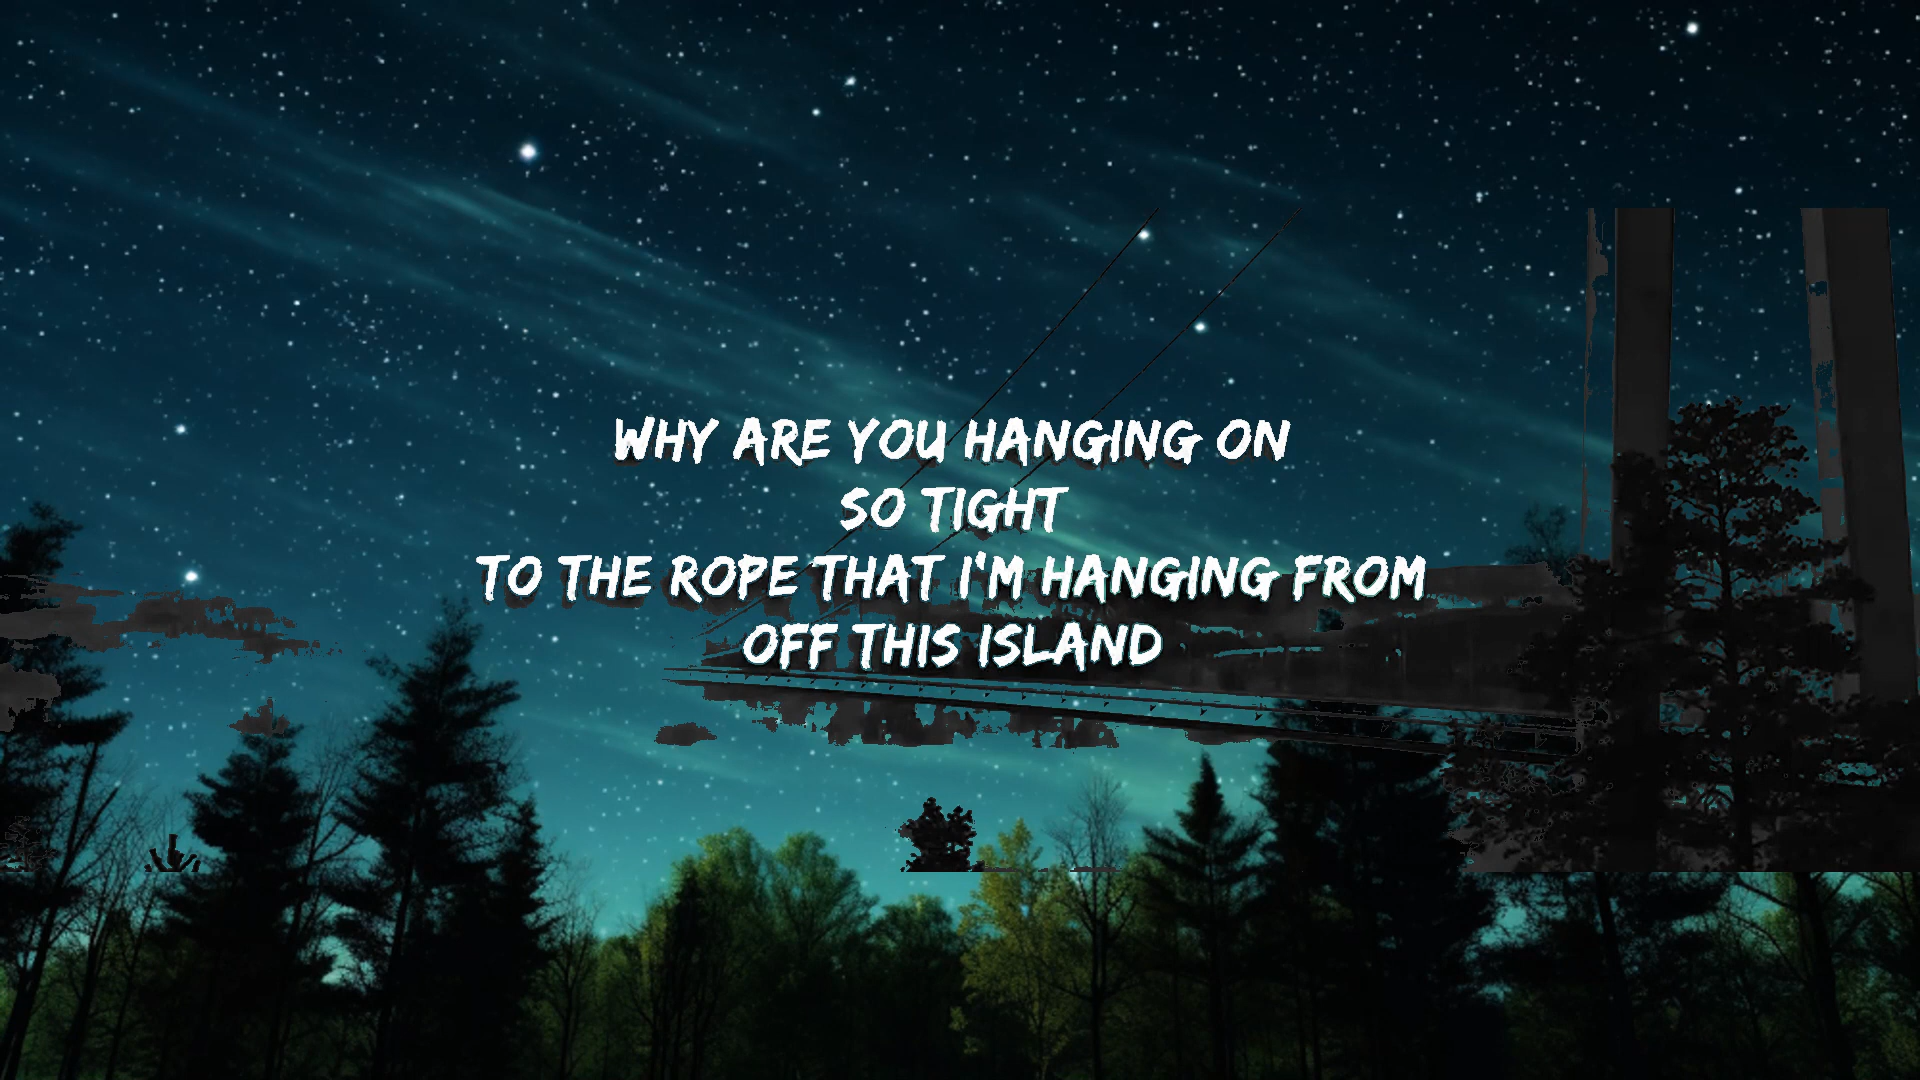 WHY ARE YOU HANGING ON
SO TIGHT
TO THE ROPE THAT I'M HANGING FROM
OFF THIS ISLAND